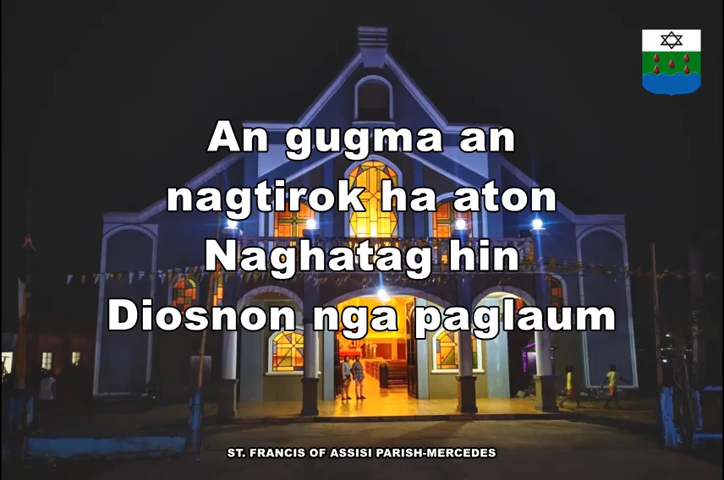 An gugma an
nagtirok ha aton
Naghatag hin
Diosnon nga paglaum
ST. FRANCIS OF ASSISI PARISH-MERCEDES